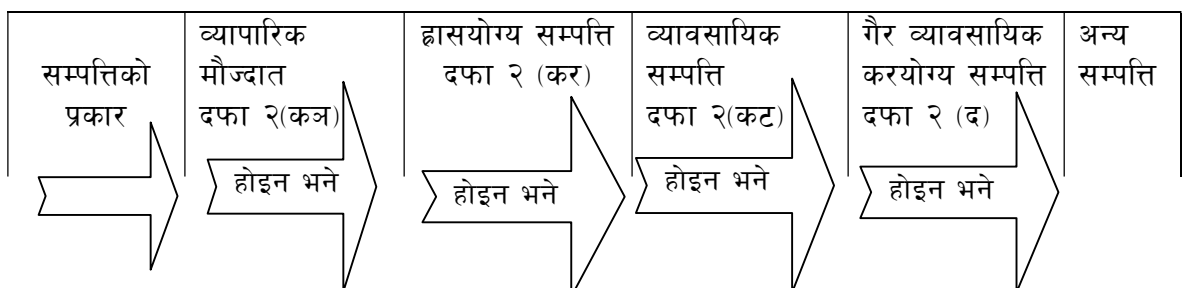 सम्पत्तिको
प्रकार
व्यापारिक
मौज्दात
दफा २(कञ)
ह्रासयोग्य सम्पत्ति
दफा २ (कर)
व्यावसायिक
सम्पत्ति
दफा २(कट)
गैर व्यावसायिक
करयोग्य सम्पत्ति
दफा २ (द)
अन्य
सम्पत्ति
होइन भने
होइन भने
होइन भने
होइन भने